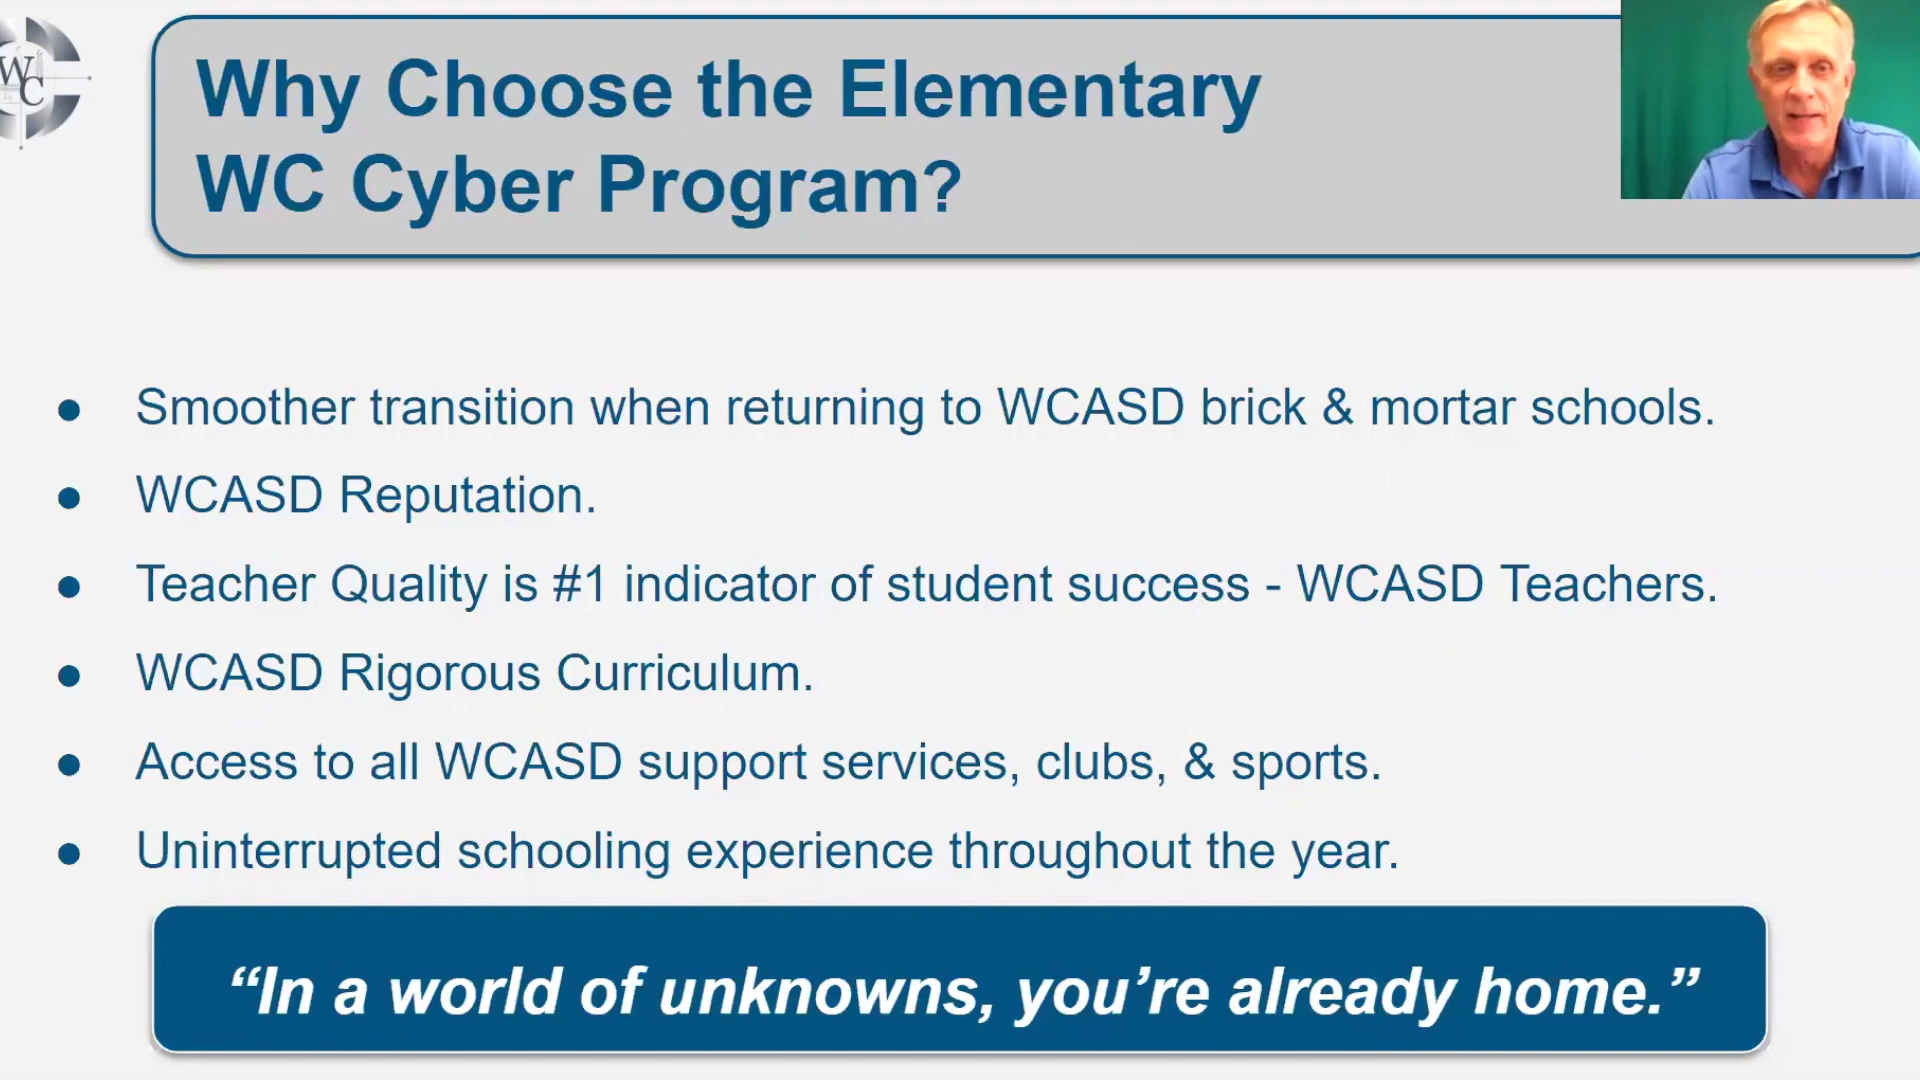 WC
Why Choose the Elementary
WC Cyber Program?
● Smoother transition when returning to WCASD brick & mortar schools.
● WCASD Reputation.
● Teacher Quality is #1 indicator of student success - WCASD Teachers.
● WCASD Rigorous Curriculum.
● Access to all WCASD support services, clubs, & sports.
● Uninterrupted schooling experience throughout the year.
“In a world of unknowns, you’re already home.”